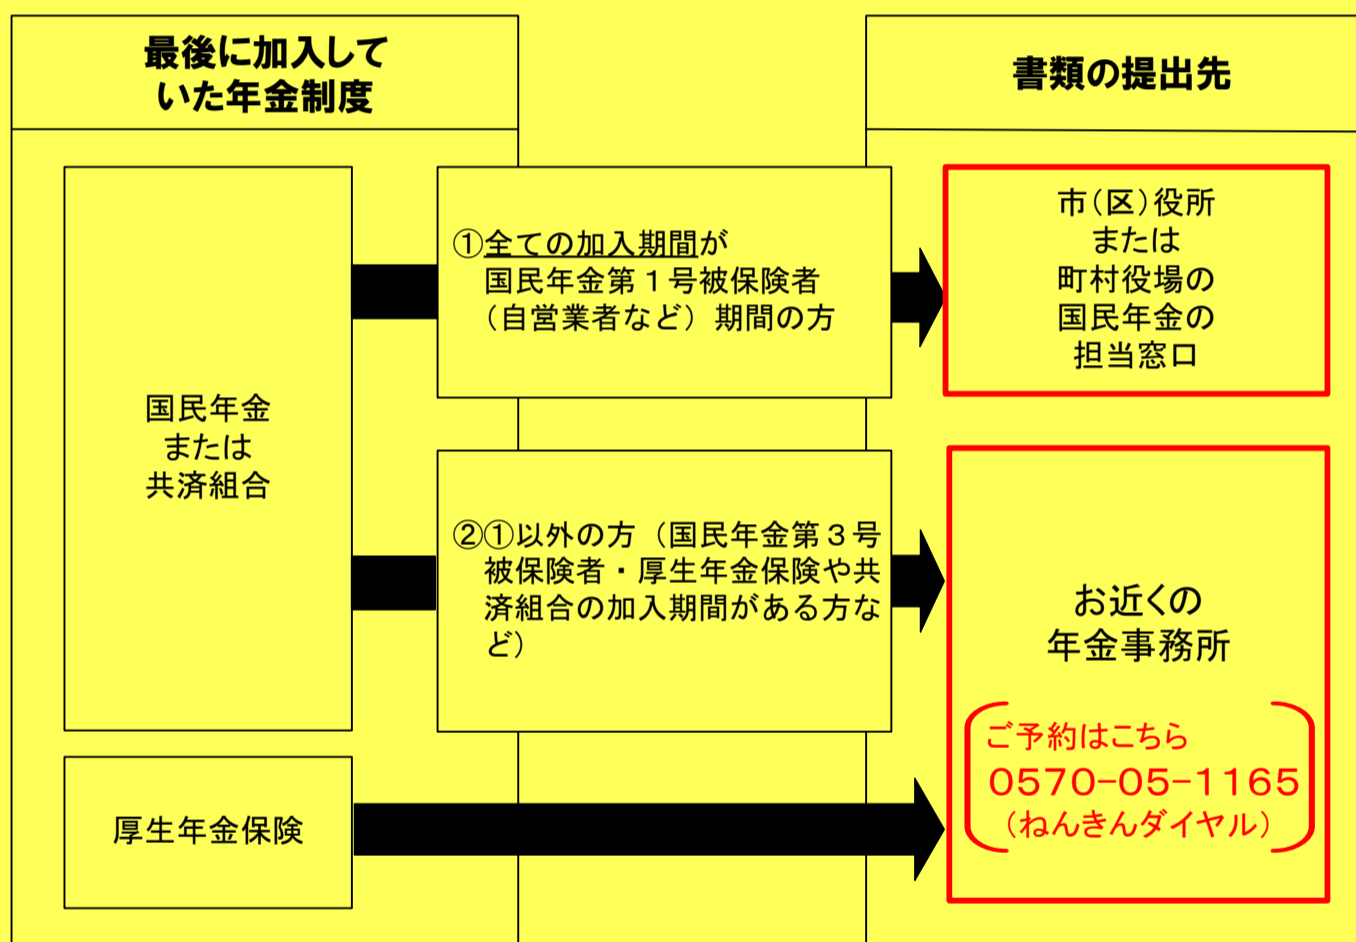 最後に加入して
いた年金制度
書類の提出先
国民年金
または
共済組合
①全ての加入期間が
国民年金第１号被保険者
（自営業者など）期間の方
市（区）役所
または
町村役場の
国民年金の
担当窓口
②①以外の方（国民年金第３号
被保険者・厚生年金保険や共
済組合の加入期間がある方な
ど）
お近くの
年金事務所
ご予約はこちら
０５７０－０５－１１６５
（ねんきんダイヤル）
厚生年金保険